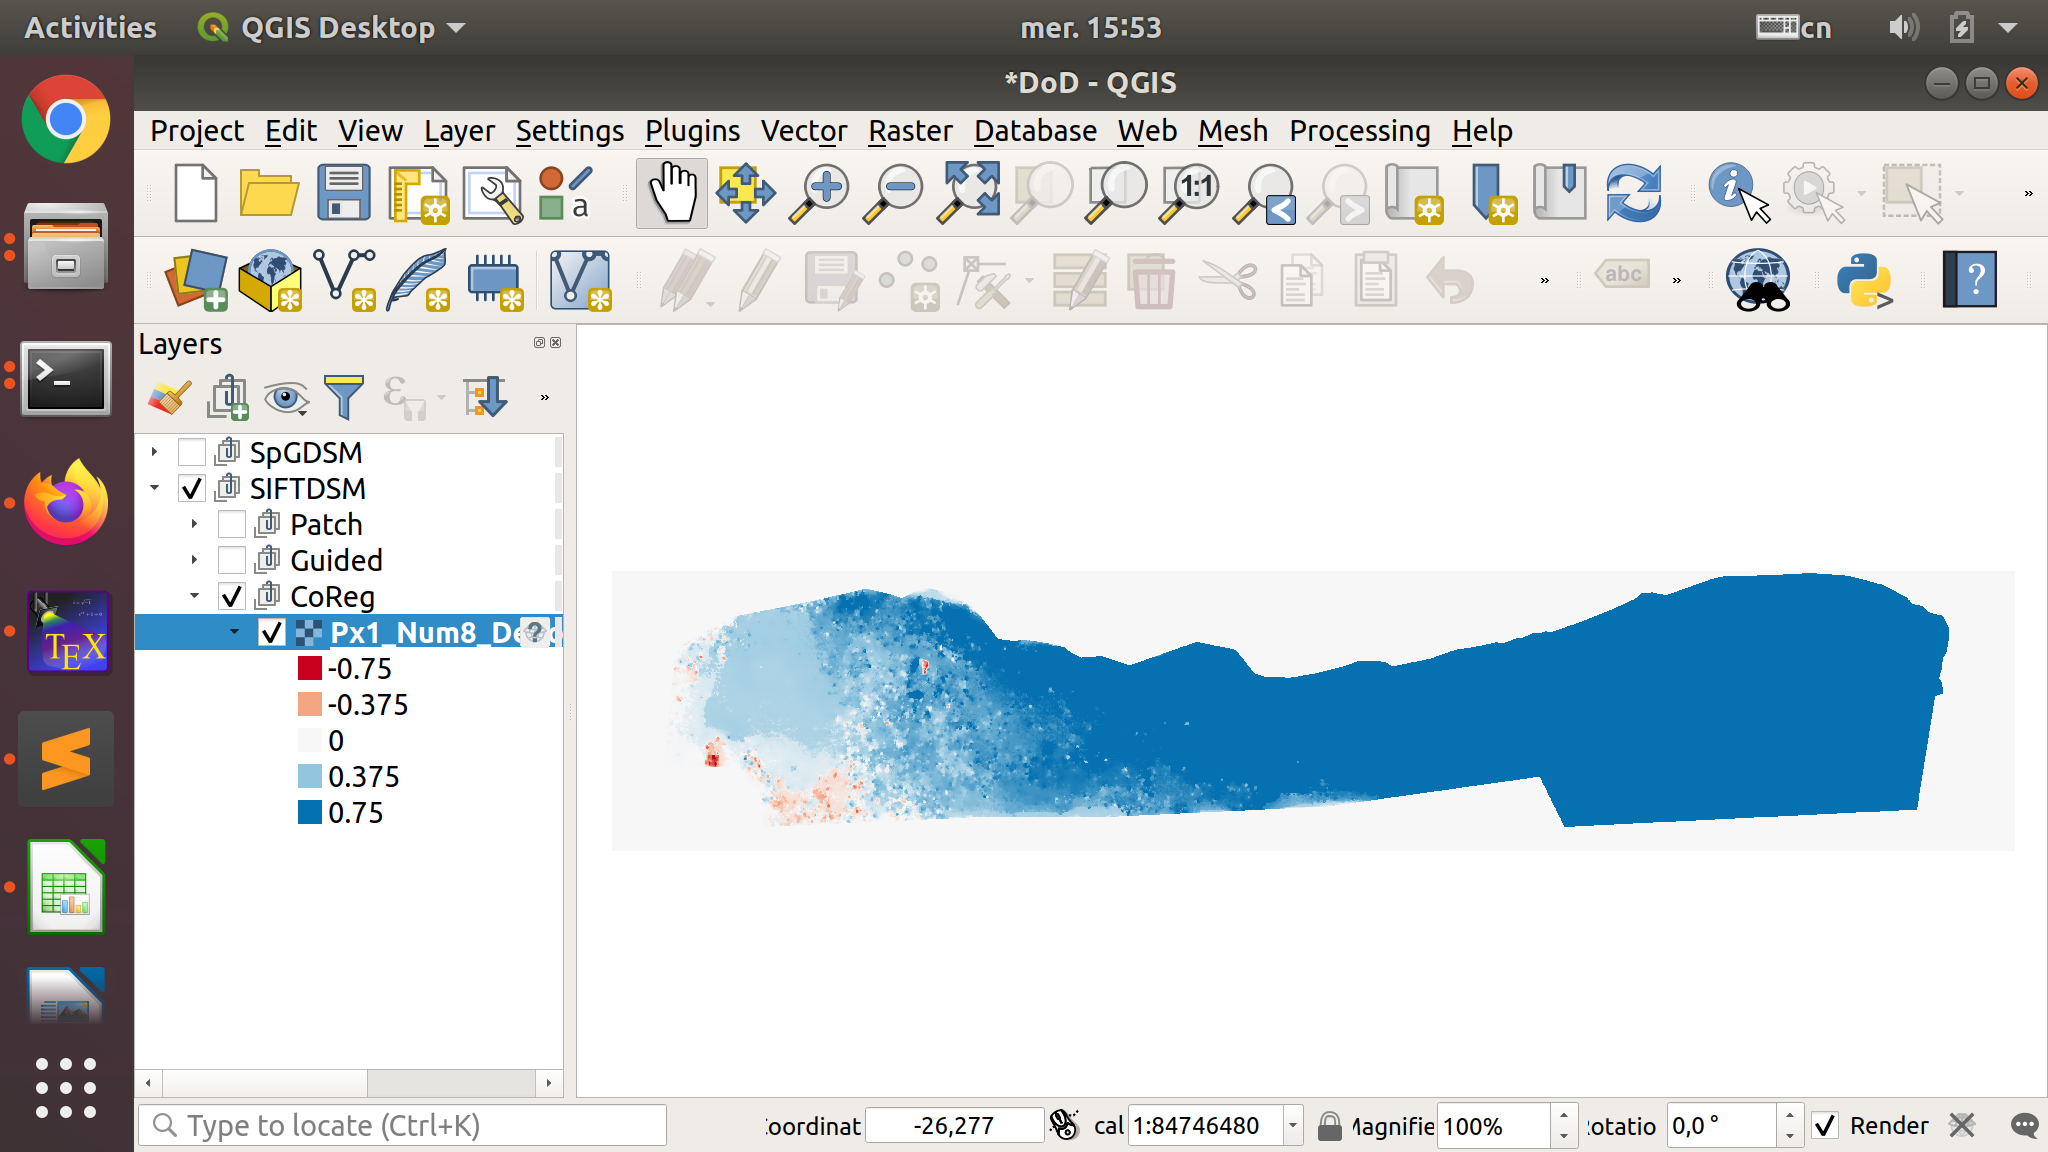 Activities QGIS Desktop mer. 15:53 cn
*DoD - QGIS
Project Edit View Layer Settings Plugins Vector Raster Database Web Mesh Processing Help
a 1:1 »
» abc » ?
Layers
ε »
SpGDSM
SIFTDSM
Patch
Guided
CoReg
Px1_Num8_De
-0.75
-0.375
0
0.375
0.75
TEX
Type to locate (Ctrl+K) oordinat -26,277 cal 1:84746480 Magnifie 100% otatio 0,0 ° Render